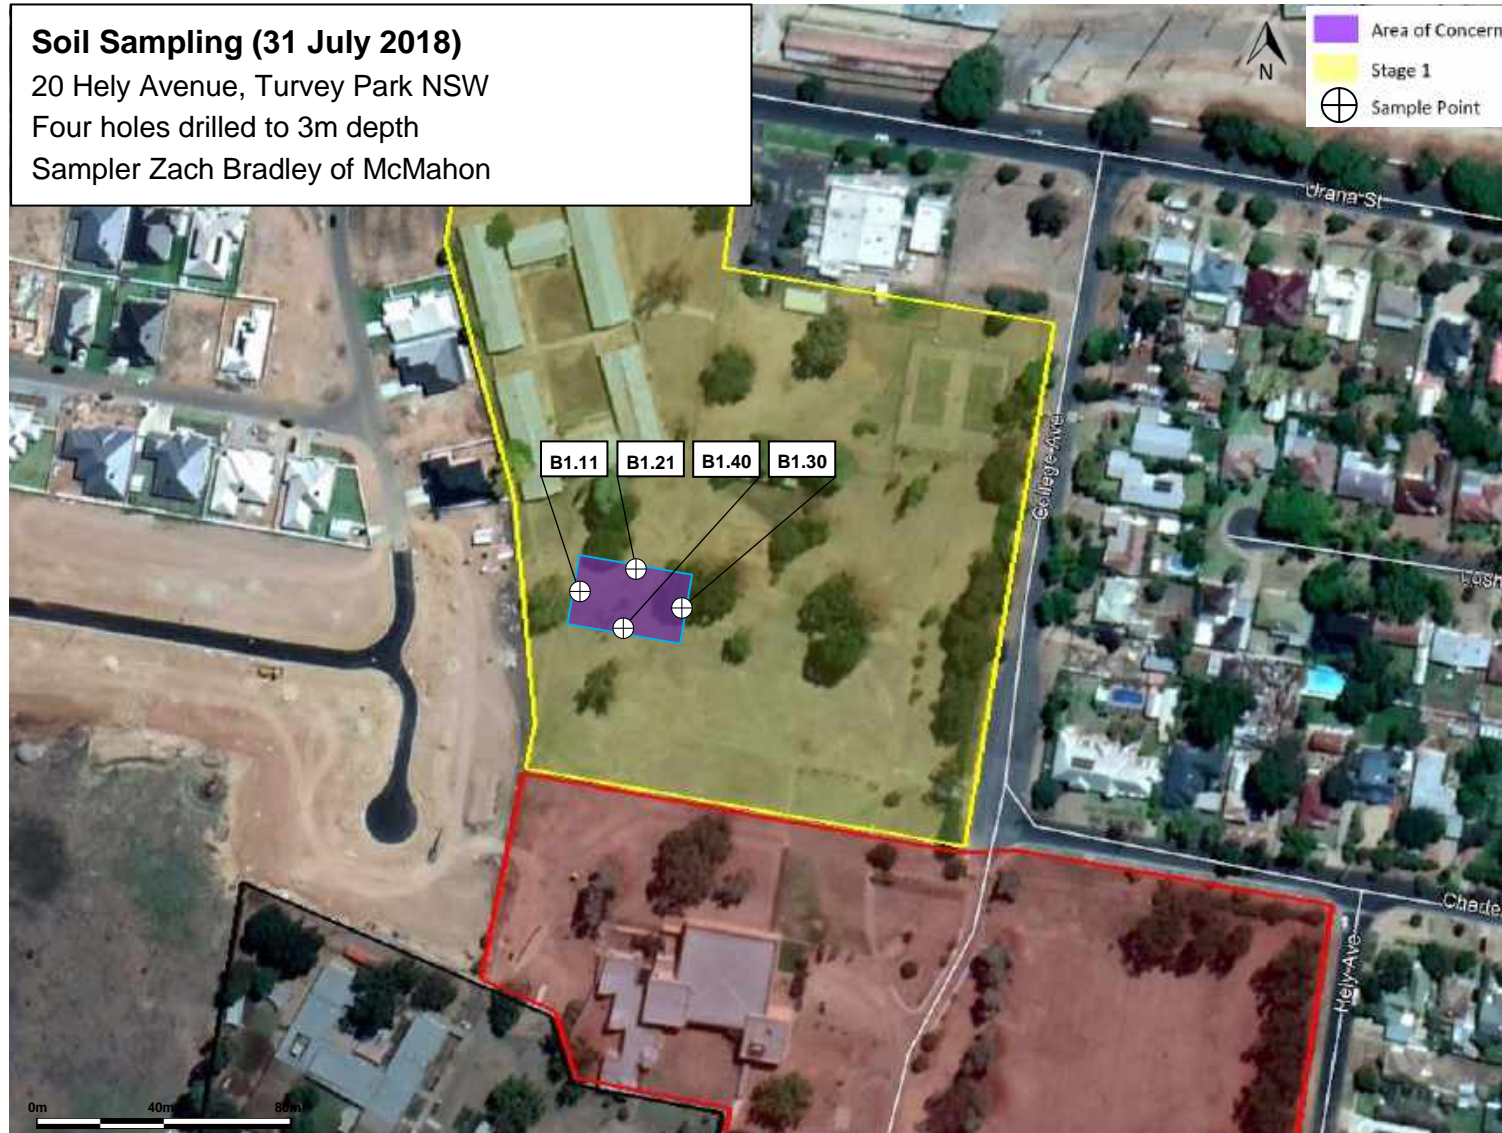 Soil Sampling (31 July 2018)
20 Hely Avenue, Turvey Park NSW
Four holes drilled to 3m depth
Sampler Zach Bradley of McMahon
N
Area of Concern
Stage 1
Sample Point
Urana St
College Ave
B1.11
B1.21
B1.40
B1.30
Hely Ave
0m
40m
80m